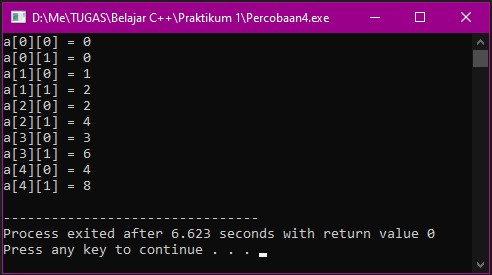 D:\Me\TUGAS\Belajar C++\Praktikum 1\Percobaan4.exe
a[0][0] = 0
a[0][1] = 0
a[1][0] = 1
a[1][1] = 2
a[2][0] = 2
a[2][1] = 4
a[3][0] = 3
a[3][1] = 6
a[4][0] = 4
a[4][1] = 8
--------------------------------
Process exited after 6.623 seconds with return value 0
Press any key to continue . . .